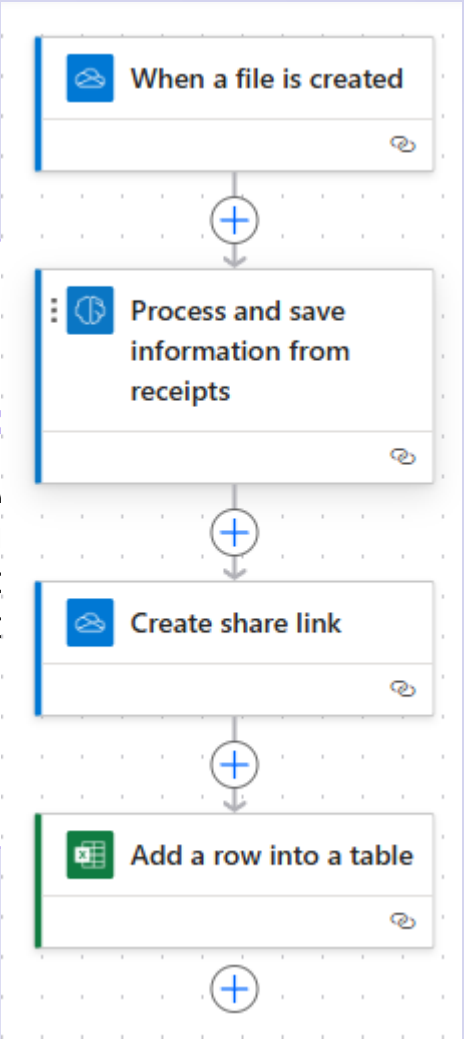 When a file is created
Process and save
information from
receipts
Create share link
Add a row into a table